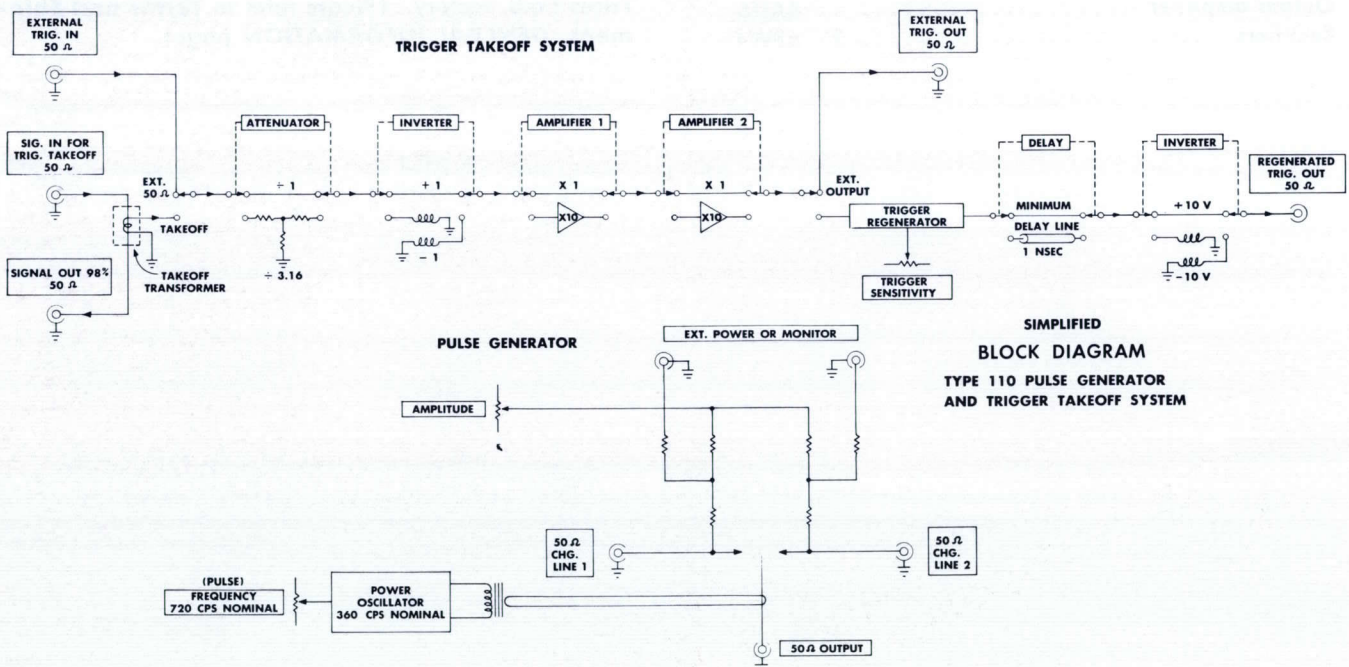 EXTERNAL
TRIG. IN
50 Ω
TRIGGER TAKEOFF SYSTEM
EXTERNAL
TRIG. OUT
50 Ω
SIG. IN FOR
TRIG. TAKEOFF
50 Ω
EXT.
50 Ω
TAKEOFF
TAKEOFF
TRANSFORMER
SIGNAL OUT 98%
50 Ω
ATTENUATOR
÷ 1
÷ 3.16
INVERTER
+ 1
- 1
AMPLIFIER 1
X 1
X10
AMPLIFIER 2
X 1
X10
EXT.
OUTPUT
TRIGGER
REGENERATOR
TRIGGER
SENSITIVITY
DELAY
MINIMUM
DELAY LINE
1 NSEC
INVERTER
+10 V
-10 V
REGENERATED
TRIG. OUT
50 Ω
PULSE GENERATOR
EXT. POWER OR MONITOR
SIMPLIFIED
BLOCK DIAGRAM
TYPE 110 PULSE GENERATOR
AND TRIGGER TAKEOFF SYSTEM
AMPLITUDE
50 Ω
CHG.
LINE 1
50 Ω
CHG.
LINE 2
(PULSE)
FREQUENCY
720 CPS NOMINAL
POWER
OSCILLATOR
360 CPS NOMINAL
50Ω OUTPUT